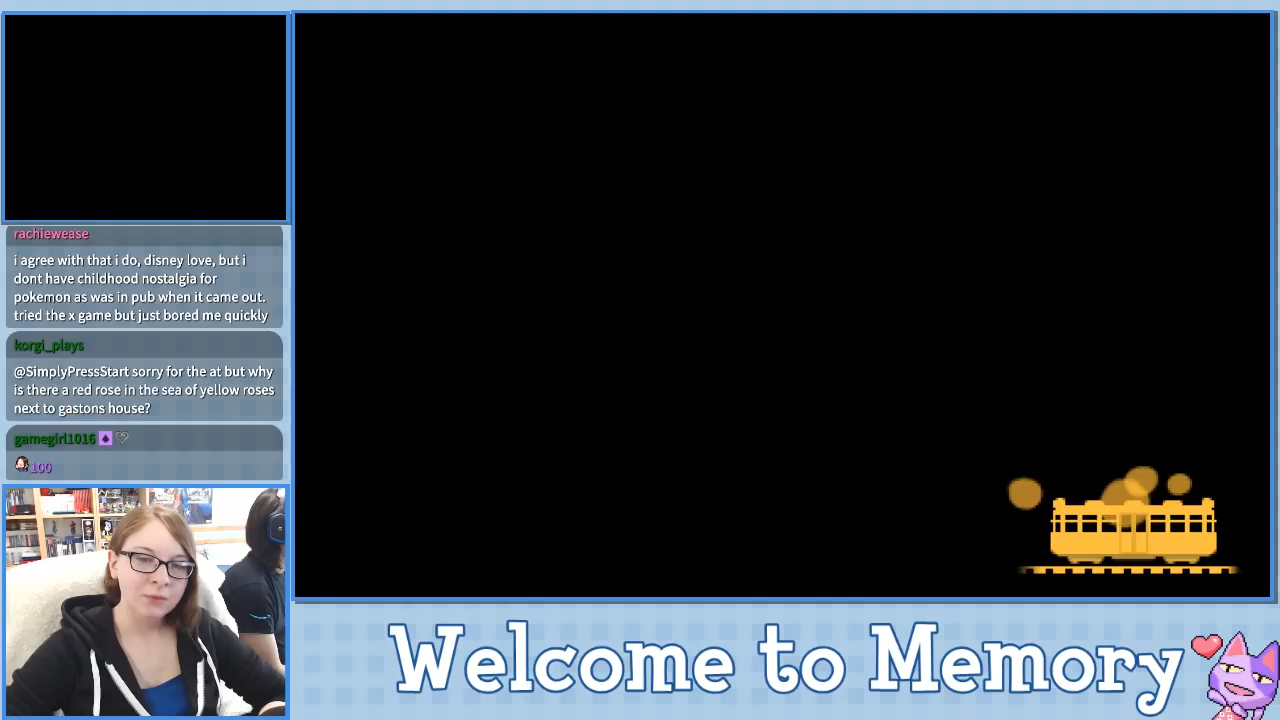 rachiewease
i agree with that i do, disney love, but i
dont have childhood nostalgia for
pokemon as was in pub when it came out.
tried the x game but just bored me quickly
korgi_plays
@SimplyPressStart sorry for the at but why
is there a red rose in the sea of yellow roses
next to gastons house?
gamegirl1016
100
Welcome to Memory